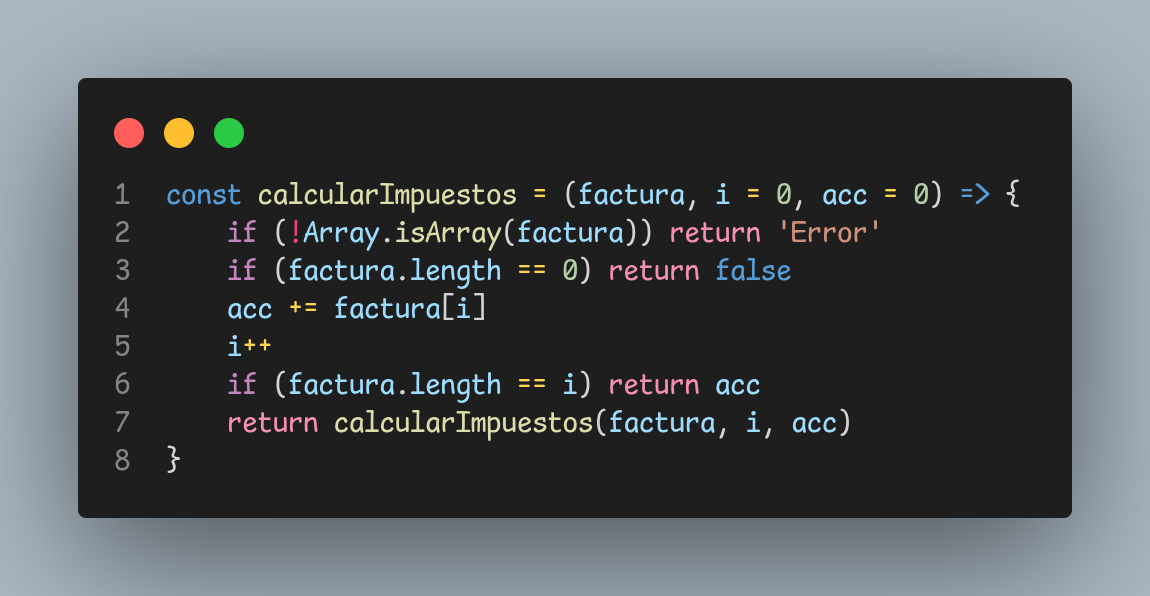 1 const calcularImpuestos = (factura, i = 0, acc = 0) => {
2     if (!Array.isArray(factura)) return 'Error'
3     if (factura.length == 0) return false
4     acc += factura[i]
5     i++
6     if (factura.length == i) return acc
7     return calcularImpuestos(factura, i, acc)
8 }